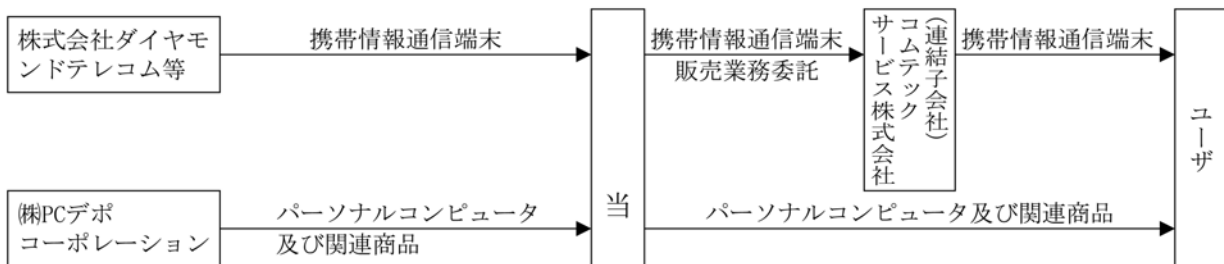 株式会社ダイヤモ
ンドテレコム等
携帯情報通信端末
携帯情報通信端末
販売業務委託
(連結子会社)
コムテック
サービス株式会社
携帯情報通信端末
ユーザ
㈱PCデポ
コーポレーション
パーソナルコンピュータ
及び関連商品
当
パーソナルコンピュータ及び関連商品